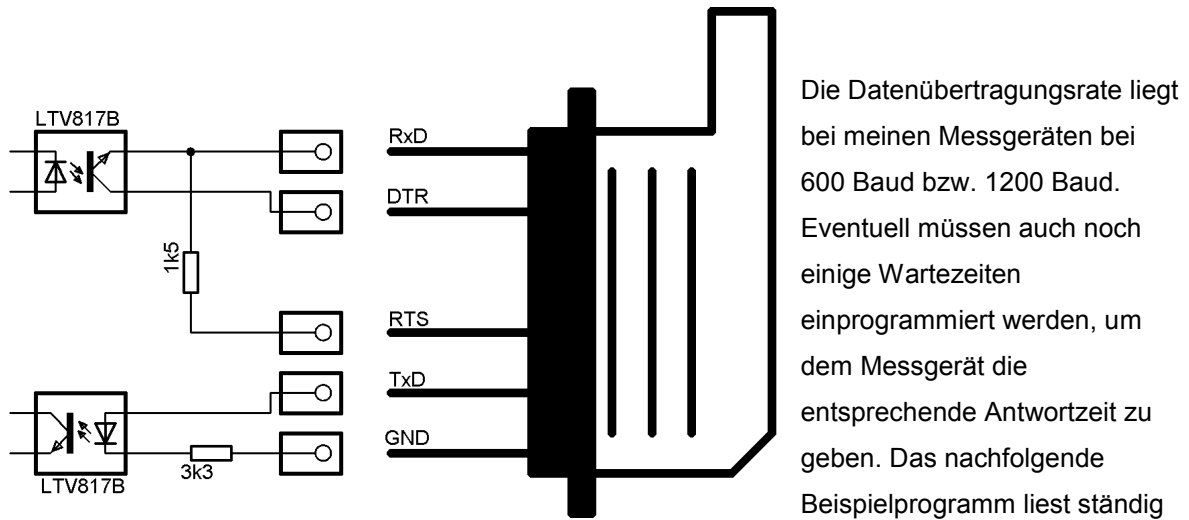 LTV817B
1k5
LTV817B
3k3
RxD
DTR
RTS
TxD
GND
Die Datenübertragungsrate liegt
bei meinen Messgeräten bei
600 Baud bzw. 1200 Baud.
Eventuell müssen auch noch
einige Wartezeiten
einprogrammiert werden, um
dem Messgerät die
entsprechende Antwortzeit zu
geben. Das nachfolgende
Beispielprogramm liest ständig